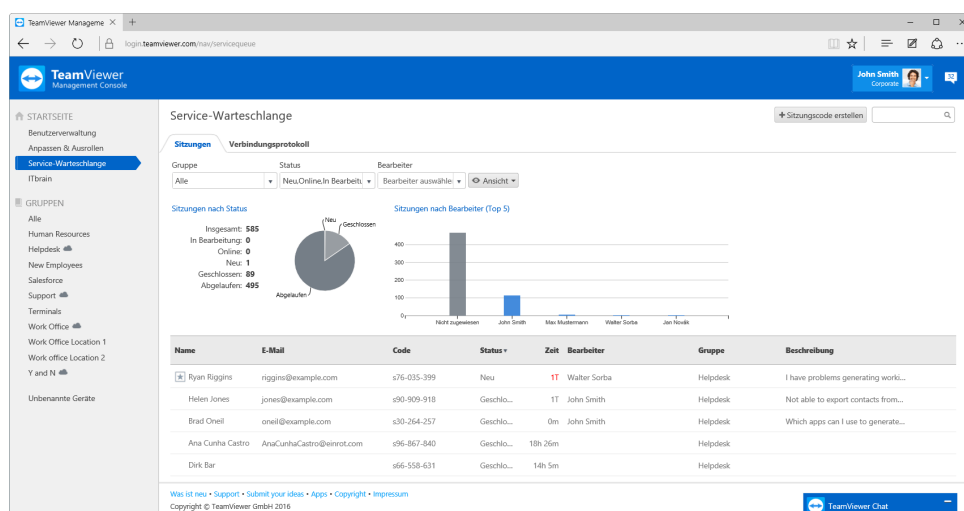 TeamViewer Manageme
login.teamviewer.com/nav/servicequeue
TeamViewer
Management Console
John Smith
Corporate
32
STARTSEITE
Benutzerverwaltung
Anpassen & Ausrollen
Service-Warteschlange
ITbrain
GRUPPEN
Alle
Human Resources
Helpdesk
New Employees
Salesforce
Support
Terminals
Work Office
Work Office Location 1
Work office Location 2
Y and N
Unbenannte Geräte
Service-Warteschlange
+ Sitzungscode erstellen
Sitzungen Verbindungsprotokoll
Gruppe Status Bearbeiter
Alle Neu,Online,In Bearbeitu Bearbeiter auswähle Ansicht
Sitzungen nach Status
Insgesamt: 585
In Bearbeitung: 0
Online: 0
Neu: 1
Geschlossen: 89
Abgelaufen: 495
Neu
Geschlossen
Abgelaufen
Sitzungen nach Bearbeiter (Top 5)
400
300
200
100
0
Nicht zugewiesen John Smith Max Mustermann Walter Sorba Jan Novák
Name E-Mail Code Status Zeit Bearbeiter Gruppe Beschreibung
Ryan Riggins riggins@example.com s76-035-399 Neu 1T Walter Sorba Helpdesk I have problems generating worki...
Helen Jones jones@example.com s90-909-918 Geschlo... 1T John Smith Helpdesk Not able to export contacts from...
Brad Oneil oneil@example.com s30-264-257 Geschlo... 0m John Smith Helpdesk Which apps can I use to generate...
Ana Cunha Castro AnaCunhaCastro@einrot.com s96-867-840 Geschlo... 18h 26m Helpdesk
Dirk Bar s66-558-631 Geschlo... 14h 5m Helpdesk
Was ist neu • Support • Submit your ideas • Apps • Copyright • Impressum
Copyright © TeamViewer GmbH 2016
TeamViewer Chat